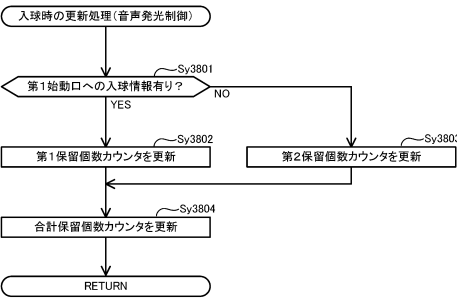 入球時の更新処理(音声発光制御)
Sy3801
第1始動口への入球情報有り?
NO
YES
Sy3802
Sy3803
第1保留個数カウンタを更新
第2保留個数カウンタを更新
Sy3804
合計保留個数カウンタを更新
RETURN